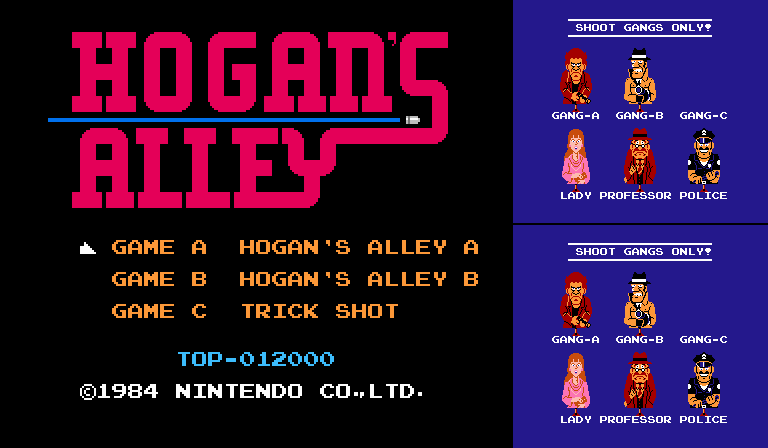 HOGAN'S
ALLEY
GAME A HOGAN'S ALLEY A
GAME B HOGAN'S ALLEY B
GAME C TRICK SHOT
TOP-012000
©1984 NINTENDO CO.,LTD.
SHOOT GANGS ONLY!
GANG-A GANG-B GANG-C
LADY PROFESSOR POLICE
SHOOT GANGS ONLY!
GANG-A GANG-B GANG-C
LADY PROFESSOR POLICE